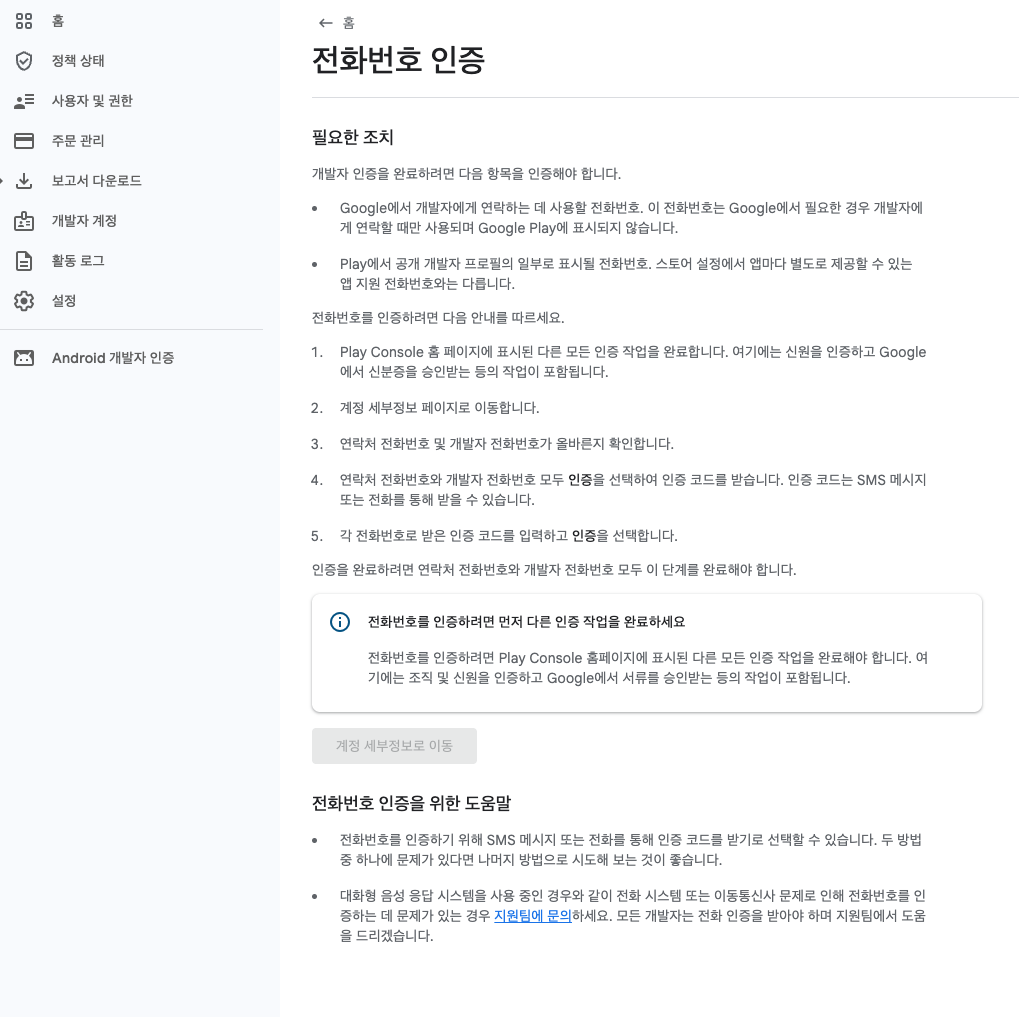 홈
정책 상태
사용자 및 권한
주문 관리
보고서 다운로드
개발자 계정
활동 로그
설정
Android 개발자 인증
← 홈
전화번호 인증
필요한 조치
개발자 인증을 완료하려면 다음 항목을 인증해야 합니다.
• Google에서 개발자에게 연락하는 데 사용할 전화번호. 이 전화번호는 Google에서 필요한 경우 개발자에
게 연락할 때만 사용되며 Google Play에 표시되지 않습니다.
• Play에서 공개 개발자 프로필의 일부로 표시될 전화번호. 스토어 설정에서 앱마다 별도로 제공할 수 있는
앱 지원 전화번호와는 다릅니다.
전화번호를 인증하려면 다음 안내를 따르세요.
1. Play Console 홈 페이지에 표시된 다른 모든 인증 작업을 완료합니다. 여기에는 신원을 인증하고 Google
에서 신분증을 승인받는 등의 작업이 포함됩니다.
2. 계정 세부정보 페이지로 이동합니다.
3. 연락처 전화번호 및 개발자 전화번호가 올바른지 확인합니다.
4. 연락처 전화번호와 개발자 전화번호 모두 인증을 선택하여 인증 코드를 받습니다. 인증 코드는 SMS 메시지
또는 전화를 통해 받을 수 있습니다.
5. 각 전화번호로 받은 인증 코드를 입력하고 인증을 선택합니다.
인증을 완료하려면 연락처 전화번호와 개발자 전화번호 모두 이 단계를 완료해야 합니다.
전화번호를 인증하려면 먼저 다른 인증 작업을 완료하세요
전화번호를 인증하려면 Play Console 홈페이지에 표시된 다른 모든 인증 작업을 완료해야 합니다. 여
기에는 조직 및 신원을 인증하고 Google에서 서류를 승인받는 등의 작업이 포함됩니다.
계정 세부정보로 이동
전화번호 인증을 위한 도움말
• 전화번호를 인증하기 위해 SMS 메시지 또는 전화를 통해 인증 코드를 받기로 선택할 수 있습니다. 두 방법
중 하나에 문제가 있다면 나머지 방법으로 시도해 보는 것이 좋습니다.
• 대화형 음성 응답 시스템을 사용 중인 경우와 같이 전화 시스템 또는 이동통신사 문제로 인해 전화번호를 인
증하는 데 문제가 있는 경우 지원팀에 문의하세요. 모든 개발자는 전화 인증을 받아야 하며 지원팀에서 도움
을 드리겠습니다.